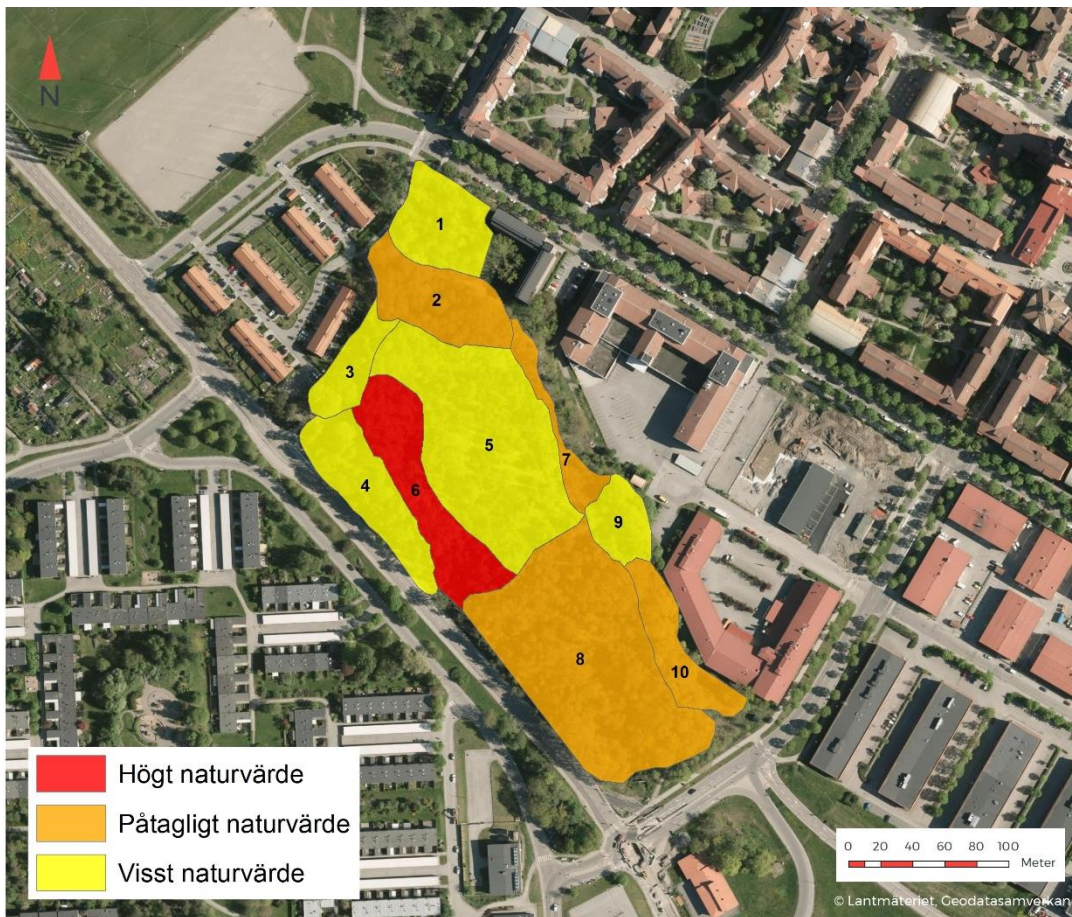 N
1
2
3
4
5
6
7
8
9
10
Högt naturvärde
Påtagligt naturvärde
Visst naturvärde
0 20 40 60 80 100
Meter
© Lantmäteriet, Geodatasamverkan